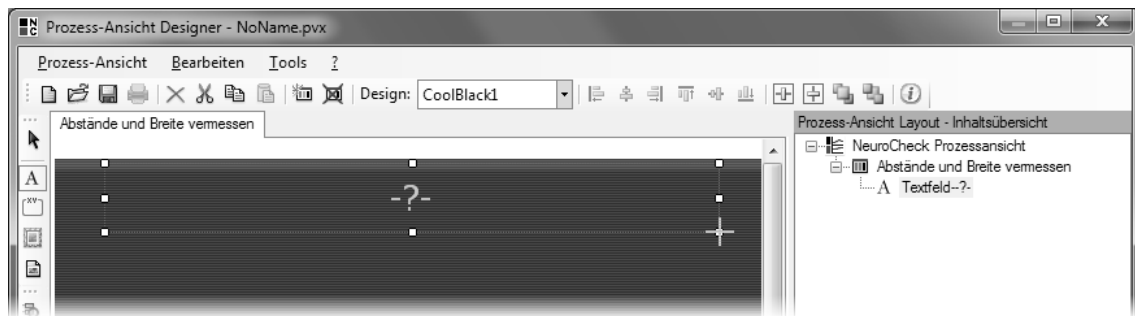 Prozess-Ansicht Designer - NoName.pvx
Prozess-Ansicht Bearbeiten Tools ?
Design: CoolBlack1
Abstände und Breite vermessen
-?-
Prozess-Ansicht Layout - Inhaltsübersicht
NeuroCheck Prozessansicht
Abstände und Breite vermessen
A Textfeld--?-
A